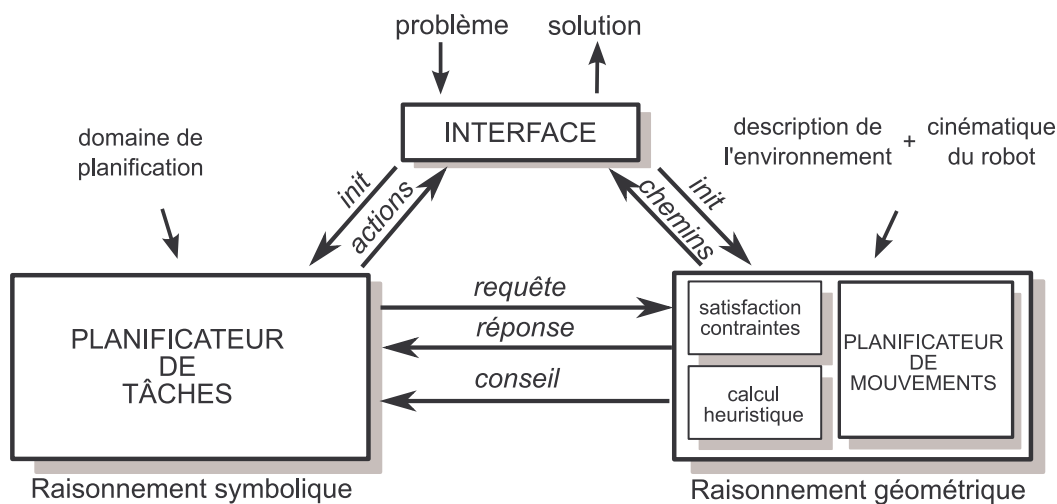 problème
solution
INTERFACE
domaine de
planification
description de
l'environnement
+
cinématique
du robot
init
actions
chemins
init
PLANIFICATEUR
DE
TÂCHES
requête
réponse
conseil
satisfaction
contraintes
calcul
heuristique
PLANIFICATEUR
DE
MOUVEMENTS
Raisonnement symbolique
Raisonnement géométrique